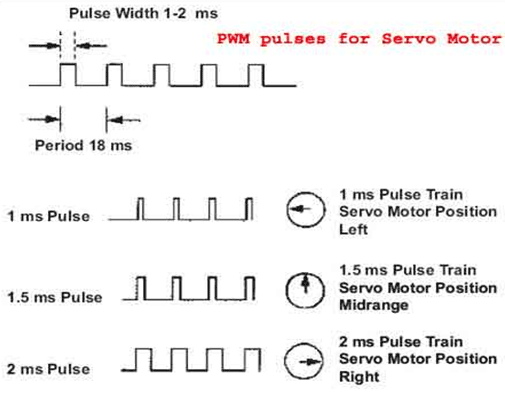 Pulse Width 1-2 ms
PWM pulses for Servo Motor
Period 18 ms
1 ms Pulse
1 ms Pulse Train
Servo Motor Position
Left
1.5 ms Pulse
1.5 ms Pulse Train
Servo Motor Position
Midrange
2 ms Pulse
2 ms Pulse Train
Servo Motor Position
Right